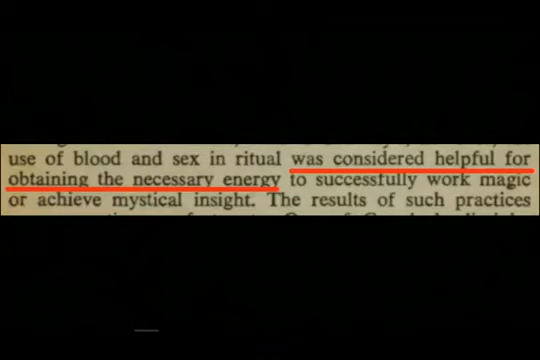 use of blood and sex in ritual was considered helpful for
obtaining the necessary energy to successfully work magic
or achieve mystical insight. The results of such practices